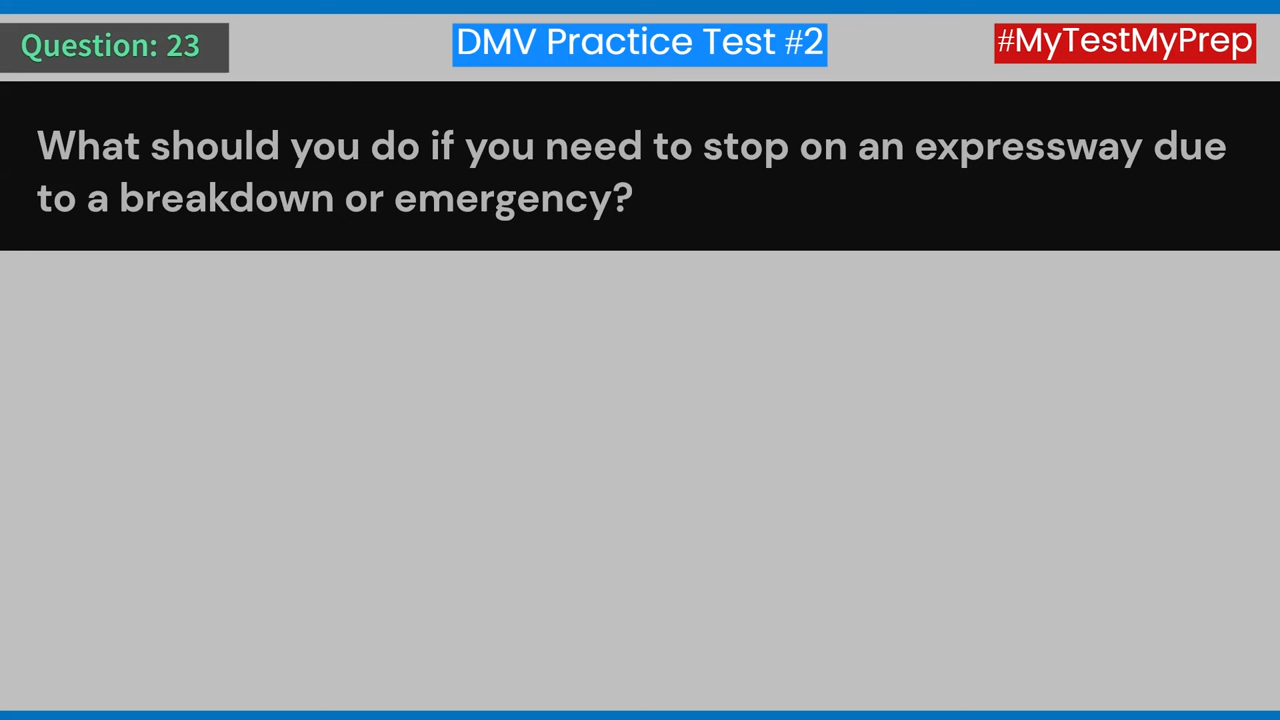 Question: 23
DMV Practice Test #2
#MyTestMyPrep
What should you do if you need to stop on an expressway due
to a breakdown or emergency?